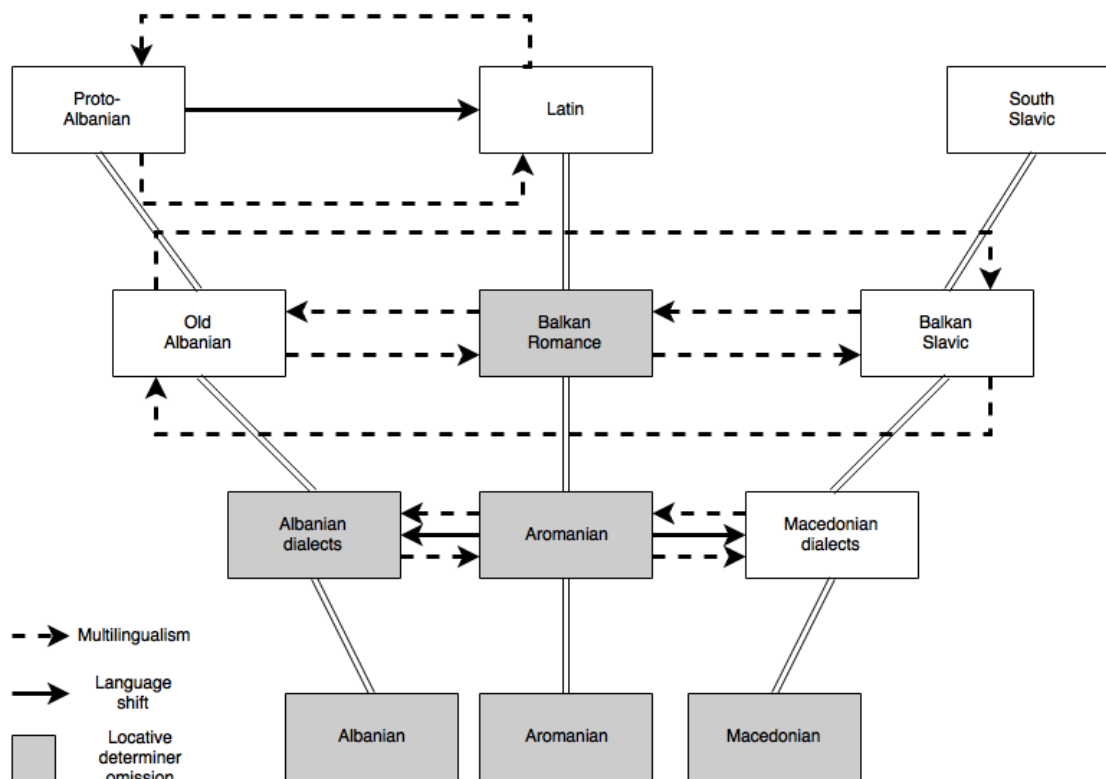 Proto-
Albanian
Latin
South
Slavic
Old
Albanian
Balkan
Romance
Balkan
Slavic
Albanian
dialects
Aromanian
Macedonian
dialects
Multilingualism
Language
shift
Locative
determiner
omission
Albanian
Aromanian
Macedonian